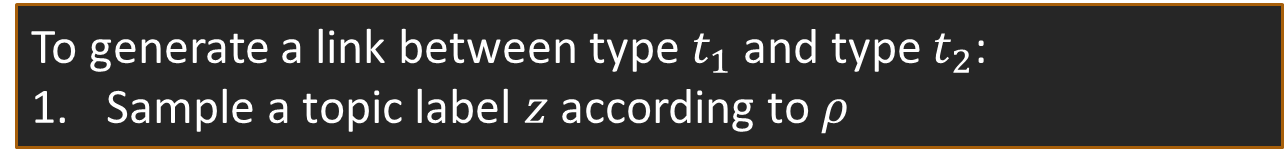 To generate a link between type t₁ and type t₂:
1. Sample a topic label z according to ρ